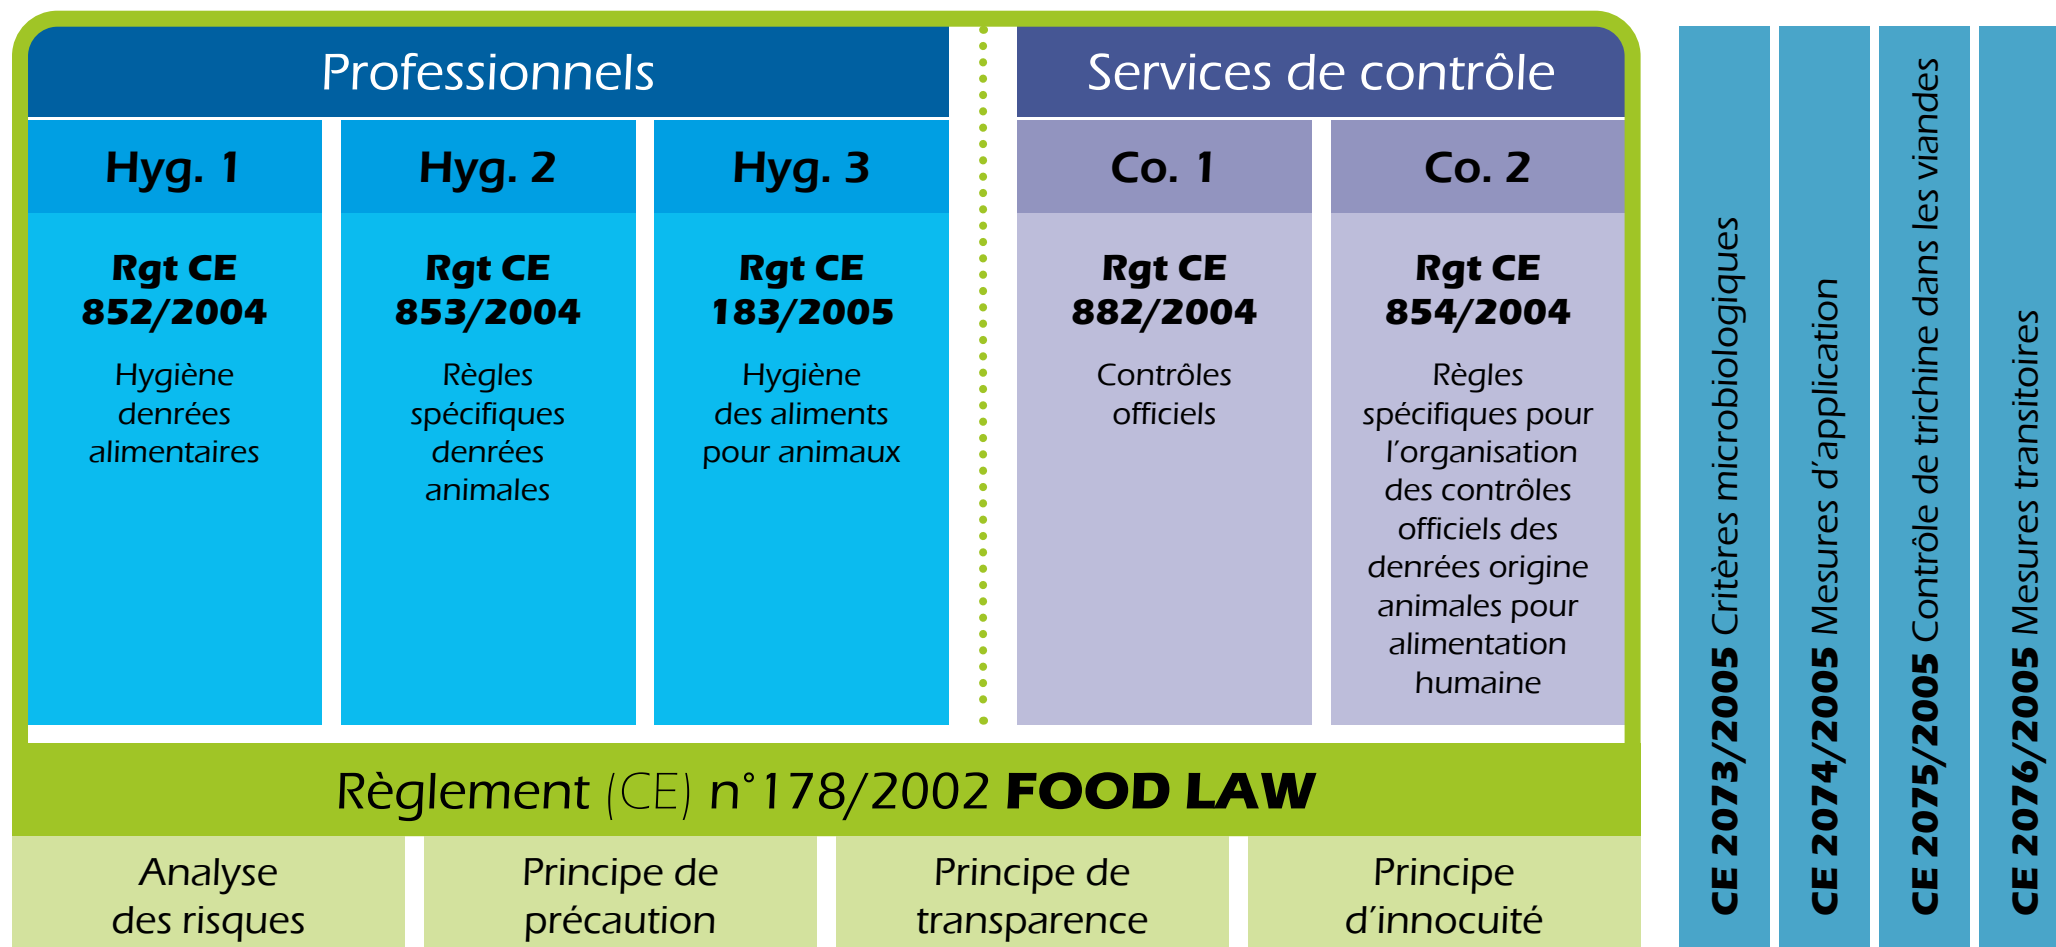 Professionnels
Services de contrôle
Hyg. 1
Rgt CE
852/2004
Hygiène
denrées
alimentaires
Hyg. 2
Rgt CE
853/2004
Règles
spécifiques
denrées
animales
Hyg. 3
Rgt CE
183/2005
Hygiène
des aliments
pour animaux
Co. 1
Rgt CE
882/2004
Contrôles
officiels
Co. 2
Rgt CE
854/2004
Règles
spécifiques pour
l'organisation
des contrôles
officiels des
denrées origine
animales pour
alimentation
humaine
Règlement (CE) n°178/2002 FOOD LAW
Analyse
des risques
Principe de
précaution
Principe de
transparence
Principe
d'innocuité
CE 2073/2005 Critères microbiologiques
CE 2074/2005 Mesures d'application
CE 2075/2005 Contrôle de trichine dans les viandes
CE 2076/2005 Mesures transitoires